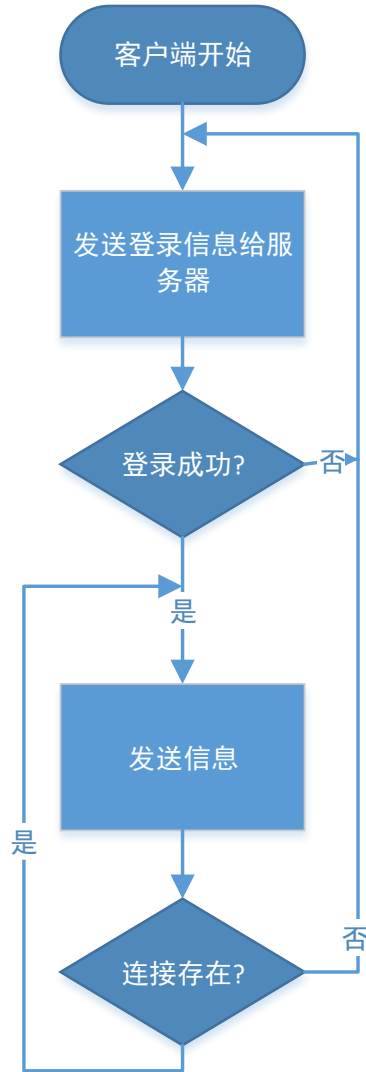 客户端开始
发送登录信息给服
务器
登录成功?
否
是
发送信息
是
否
连接存在?